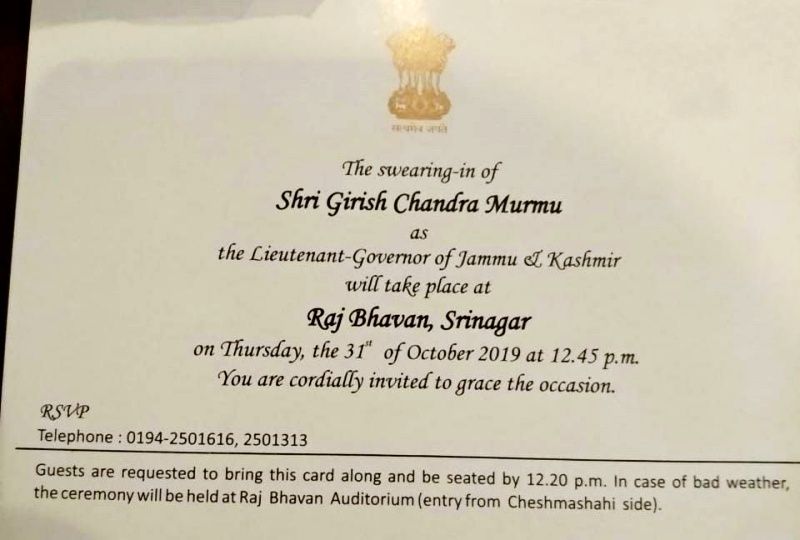 सत्यमेव जयते
The swearing-in of
Shri Girish Chandra Murmu
as
the Lieutenant-Governor of Jammu & Kashmir
will take place at
Raj Bhavan, Srinagar
on Thursday, the 31st of October 2019 at 12.45 p.m.
You are cordially invited to grace the occasion.
RSVP
Telephone : 0194-2501616, 2501313
Guests are requested to bring this card along and be seated by 12.20 p.m. In case of bad weather,
the ceremony will be held at Raj Bhavan Auditorium (entry from Cheshmashahi side).